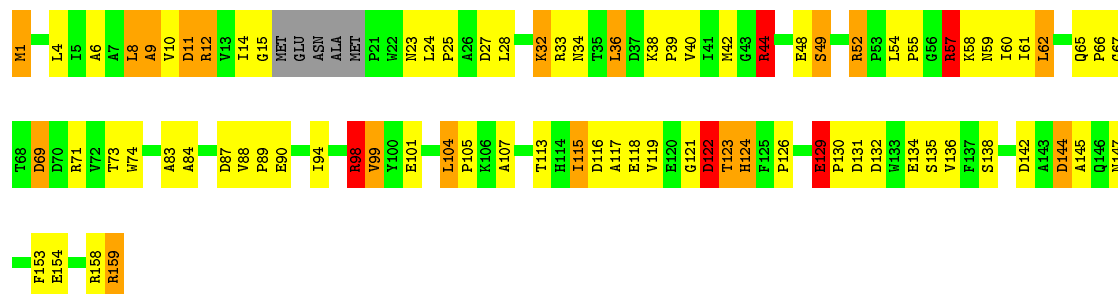 M1 L4 I5 A6 A7 L8 A9 V10 D11 R12 V13 I14 G15 MET GLU ASN ALA MET P21 W22 N23 L24 P25 A26 D27 L28 K32 R33 N34 T35 L36 D37 K38 P39 V40 I41 M42 G43 R44 E48 S49 R52 P53 L54 P55 G56 R57 K58 N59 I60 I61 L62 Q65 P66 G67
T68 D69 D70 R71 V72 T73 W74 A83 A84 D87 V88 P89 E90 I94 R98 V99 Y100 E101 L104 P105 K106 A107 T113 H114 I115 D116 A117 E118 V119 E120 G121 D122 T123 H124 F125 P126 E129 P130 D131 D132 W133 E134 S135 V136 F137 S138 D142 A143 D144 A145 Q146 N147
F153 E154 R158 R159